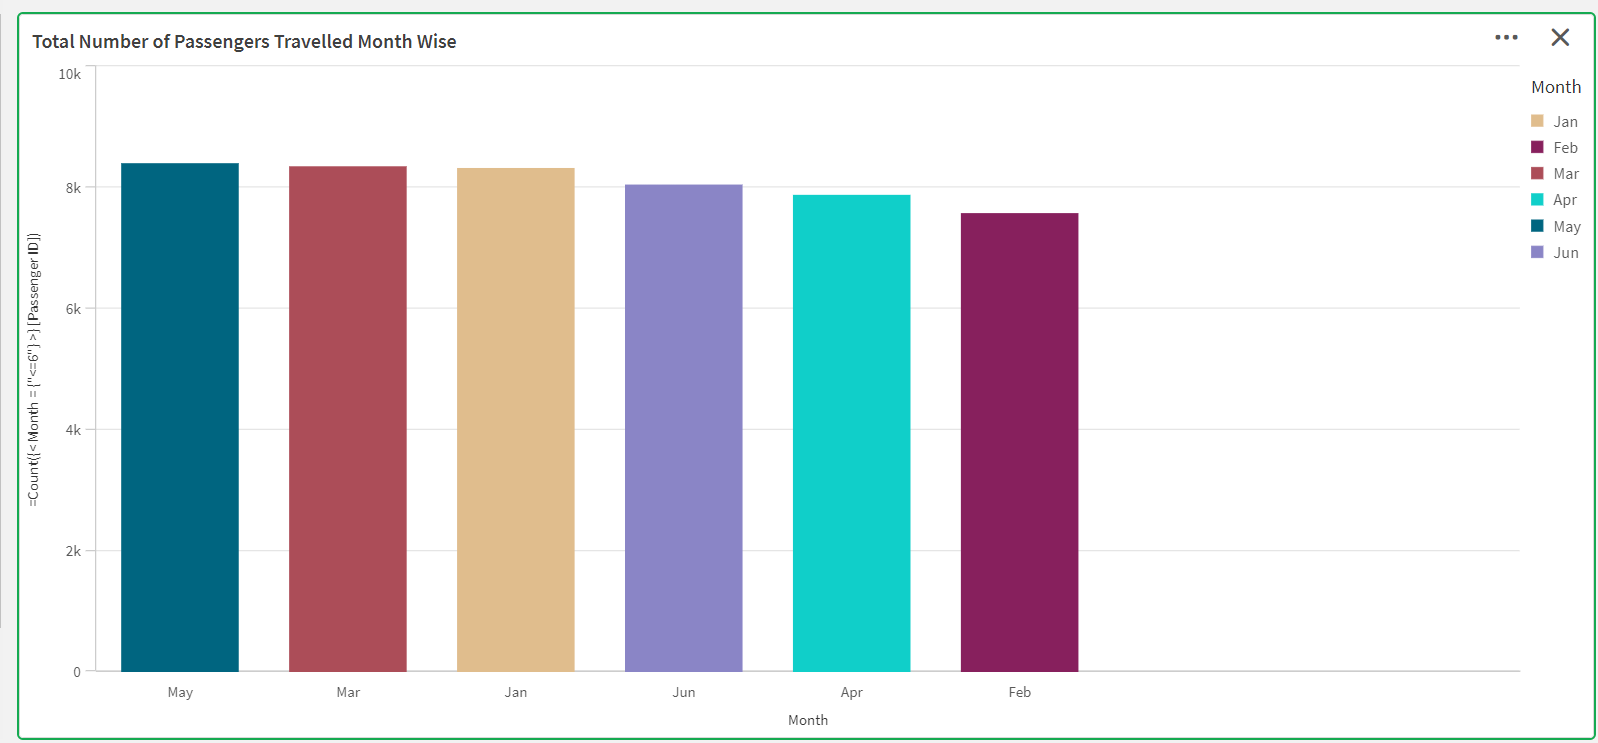 Total Number of Passengers Travelled Month Wise
10k
8k
6k
4k
2k
0
=Count({< Month = {"<=6"} >} [Passenger ID])
May
Mar
Jan
Jun
Apr
Feb
Month
Month
Jan
Feb
Mar
Apr
May
Jun